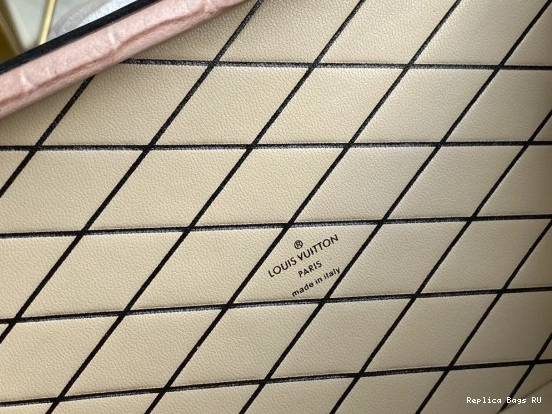 ®
LOUIS VUITTON
PARIS
made in italy
Replica Bags RU